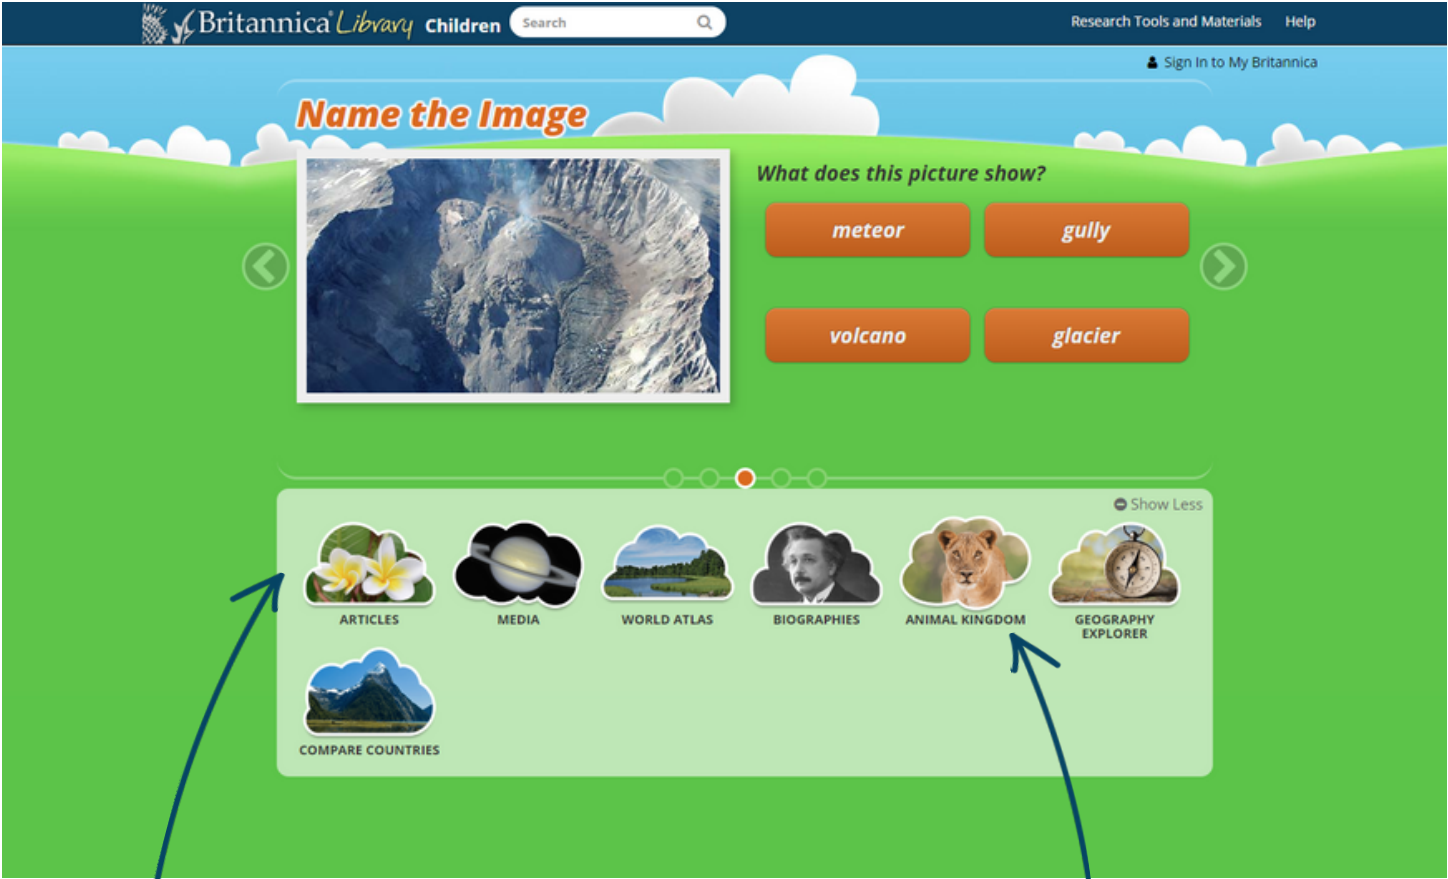 Britannica® Library Children Search
Research Tools and Materials Help
Sign In to My Britannica
Name the Image
What does this picture show?
meteor gully
volcano glacier
Show Less
ARTICLES MEDIA WORLD ATLAS BIOGRAPHIES ANIMAL KINGDOM GEOGRAPHY
EXPLORER
COMPARE COUNTRIES